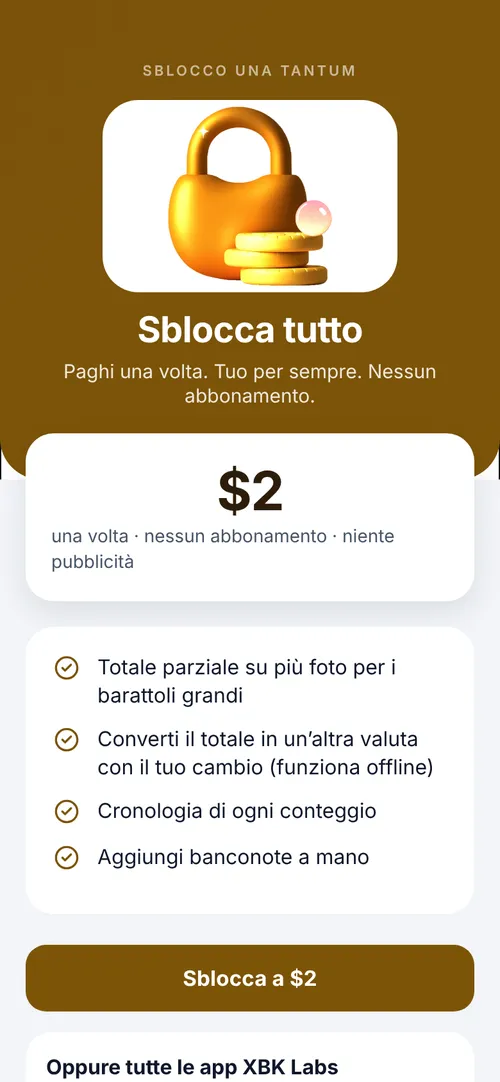 SBLOCCO UNA TANTUM
Sblocca tutto
Paghi una volta. Tuo per sempre. Nessun
abbonamento.
$2
una volta · nessun abbonamento · niente
pubblicità
Totale parziale su più foto per i
barattoli grandi
Converti il totale in un’altra valuta
con il tuo cambio (funziona offline)
Cronologia di ogni conteggio
Aggiungi banconote a mano
Sblocca a $2
Oppure tutte le app XBK Labs